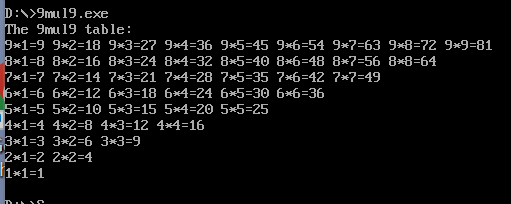 D:\>9mul9.exe
The 9mul9 table:
9*1=9 9*2=18 9*3=27 9*4=36 9*5=45 9*6=54 9*7=63 9*8=72 9*9=81
8*1=8 8*2=16 8*3=24 8*4=32 8*5=40 8*6=48 8*7=56 8*8=64
7*1=7 7*2=14 7*3=21 7*4=28 7*5=35 7*6=42 7*7=49
6*1=6 6*2=12 6*3=18 6*4=24 6*5=30 6*6=36
5*1=5 5*2=10 5*3=15 5*4=20 5*5=25
4*1=4 4*2=8 4*3=12 4*4=16
3*1=3 3*2=6 3*3=9
2*1=2 2*2=4
1*1=1